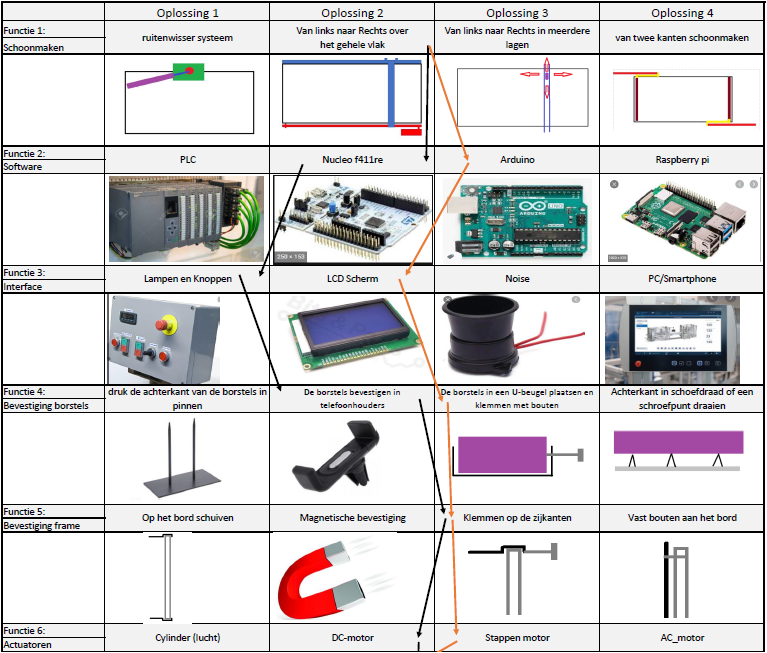 Oplossing 1 Oplossing 2 Oplossing 3 Oplossing 4
Functie 1:
Schoonmaken
ruitenwisser systeem
Van links naar Rechts over
het gehele vlak
Van links naar Rechts in meerdere
lagen
van twee kanten schoonmaken
Functie 2:
Software
PLC
Nucleo f411re
Arduino
Raspberry pi
250 × 153
ARDUINO
Functie 3:
Interface
Lampen en Knoppen
LCD Scherm
Noise
PC/Smartphone
Functie 4:
Bevestiging borstels
druk de achterkant van de borstels in
pinnen
De borstels bevestigen in
telefoonhouders
De borstels in een U-beugel plaatsen en
klemmen met bouten
Achterkant in schoefdraad of een
schroefpunt draaien
Functie 5:
Bevestiging frame
Op het bord schuiven
Magnetische bevestiging
Klemmen op de zijkanten
Vast bouten aan het bord
Functie 6:
Actuatoren
Cylinder (lucht)
DC-motor
Stappen motor
AC_motor